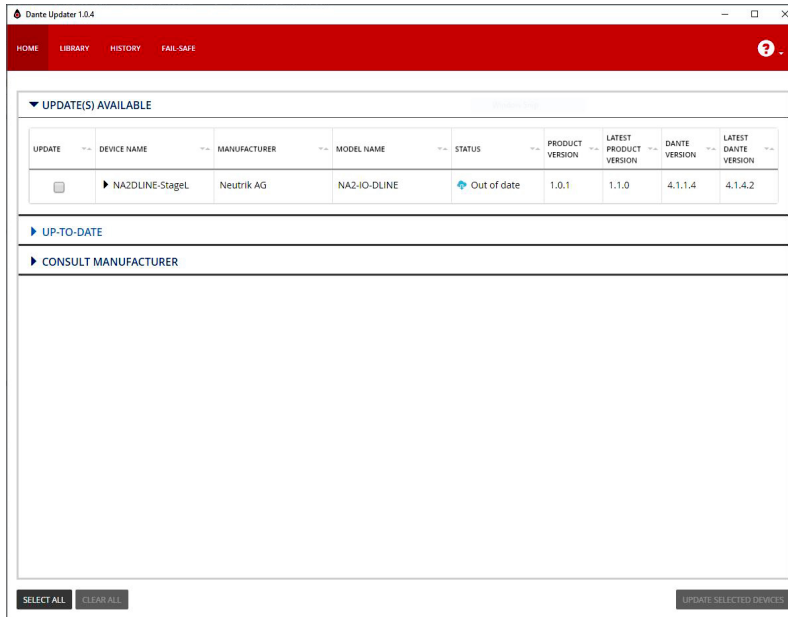 Dante Updater 1.0.4
HOME LIBRARY HISTORY FAIL-SAFE ?
UPDATE(S) AVAILABLE
UPDATE DEVICE NAME MANUFACTURER MODEL NAME STATUS PRODUCT VERSION LATEST PRODUCT VERSION DANTE VERSION LATEST DANTE VERSION
NA2DLINE-StageL Neutrik AG NA2-IO-DLINE Out of date 1.0.1 1.1.0 4.1.1.4 4.1.4.2
UP-TO-DATE
CONSULT MANUFACTURER
SELECT ALL CLEAR ALL UPDATE SELECTED DEVICES